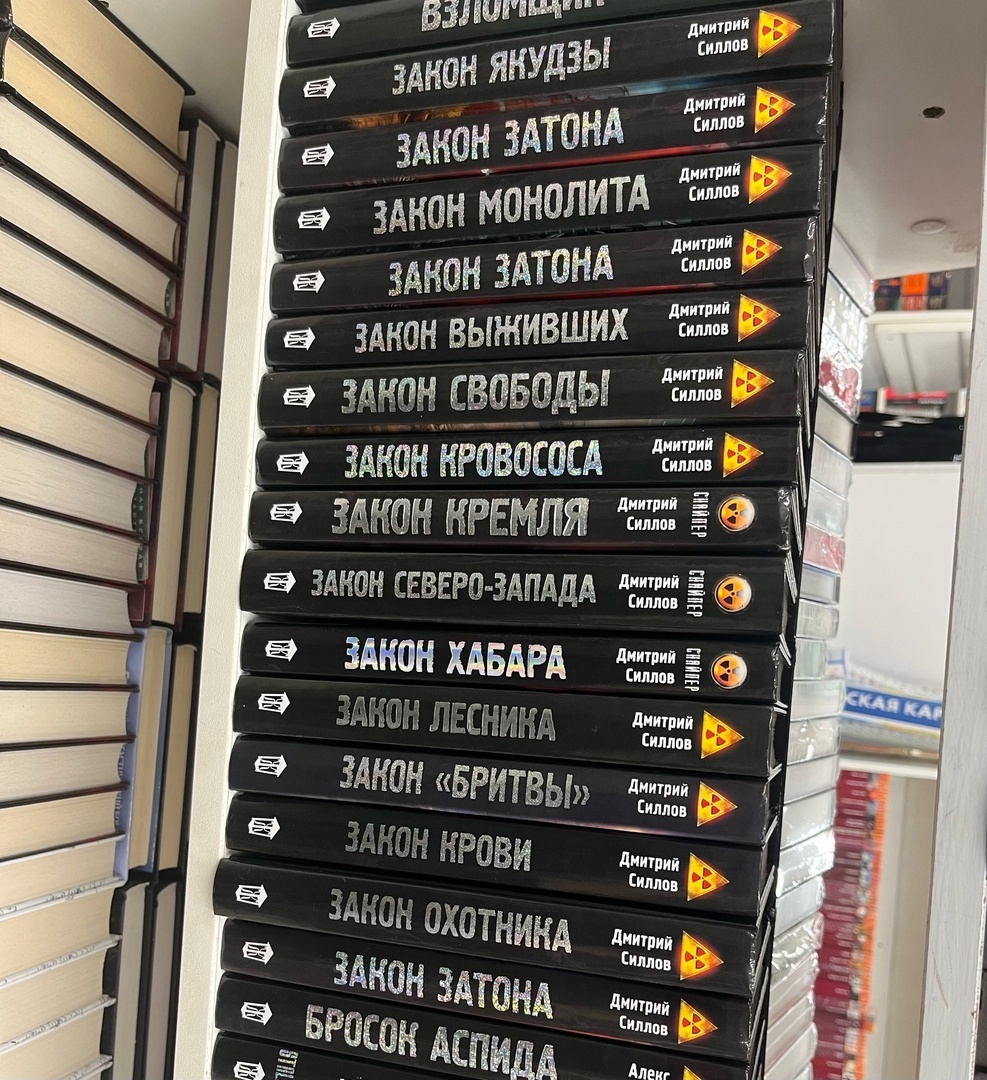 ВЗЛОМЩИК
ЗАКОН ЯКУДЗЫ
Дмитрий
Силлов
ЗАКОН ЗАТОНА
Дмитрий
Силлов
ЗАКОН МОНОЛИТА
Дмитрий
Силлов
ЗАКОН ЗАТОНА
Дмитрий
Силлов
ЗАКОН ВЫЖИВШИХ
Дмитрий
Силлов
ЗАКОН СВОБОДЫ
Дмитрий
Силлов
ЗАКОН КРОВОСОСА
Дмитрий
Силлов
ЗАКОН КРЕМЛЯ
Дмитрий
Силлов
СНАЙПЕР
ЗАКОН СЕВЕРО-ЗАПАДА
Дмитрий
Силлов
СНАЙПЕР
ЗАКОН ХАБАРА
Дмитрий
Силлов
СНАЙПЕР
ЗАКОН ЛЕСНИКА
Дмитрий
Силлов
ЗАКОН «БРИТВЫ»
Дмитрий
Силлов
ЗАКОН КРОВИ
Дмитрий
Силлов
ЗАКОН ОХОТНИКА
Дмитрий
Силлов
ЗАКОН ЗАТОНА
Дмитрий
Силлов
БРОСОК АСПИДА
Алекс
СКАЯ КАР